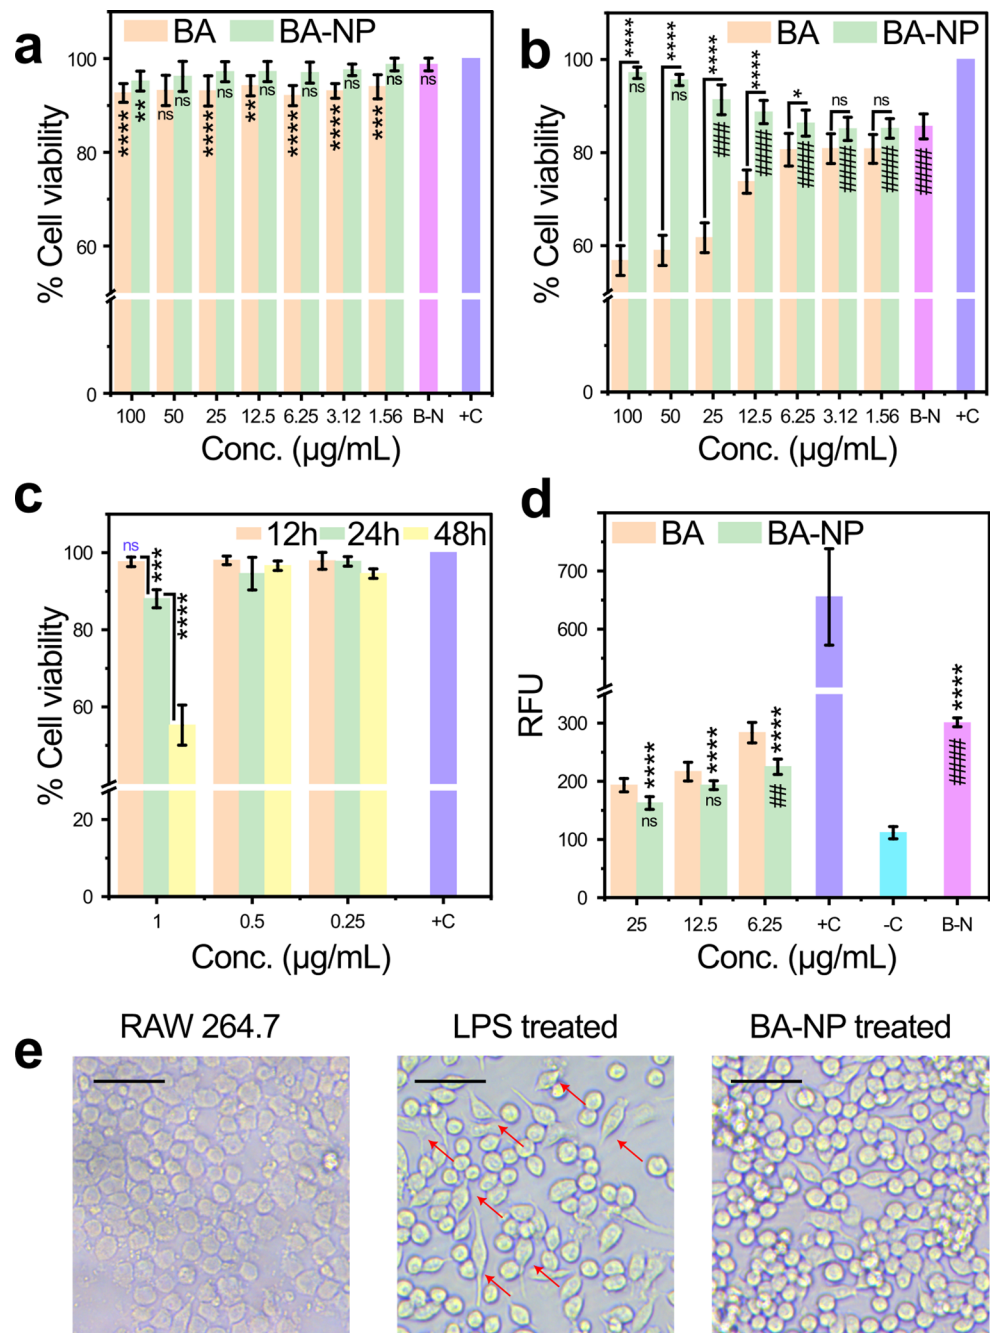 a
BA BA-NP
% Cell viability
100
80
60
0
**** ** ns ns **** ns ** ns **** ns **** ns *** ns ns
100 50 25 12.5 6.25 3.12 1.56 B-N +C
Conc. (µg/mL)
b
BA BA-NP
% Cell viability
100
80
60
0
**** **** **** **** * ns ns
ns ns ### #### #### #### #### ####
100 50 25 12.5 6.25 3.12 1.56 B-N +C
Conc. (µg/mL)
c
12h 24h 48h
% Cell viability
100
80
60
20
0
ns *** ****
1 0.5 0.25 +C
Conc. (µg/mL)
d
BA BA-NP
RFU
700
600
300
200
100
0
**** **** **** ****
ns ns ## ####
25 12.5 6.25 +C -C B-N
Conc. (µg/mL)
e
RAW 264.7 LPS treated BA-NP treated